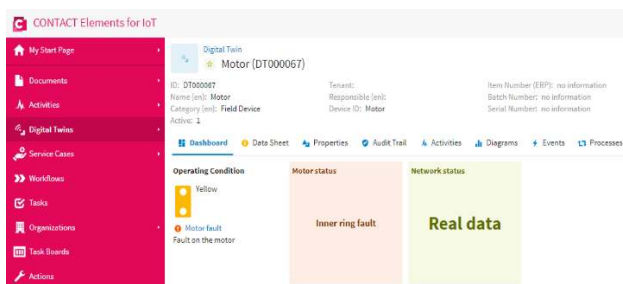 CONTACT Elements for IoT
My Start Page
Documents
Activities
Digital Twins
Service Cases
Workflows
Tasks
Organizations
Task Boards
Actions
Digital Twin
Motor (DT000067)
ID: DT000067
Name (en): Motor
Category (en): Field Device
Active: 1
Tenant:
Responsible (en):
Device ID: Motor
Item Number (ERP): no information
Batch Number: no information
Serial Number: no information
Dashboard Data Sheet Properties Audit Trail Activities Diagrams Events Processes
Operating Condition
Yellow
Motor fault
Fault on the motor
Motor status
Inner ring fault
Network status
Real data